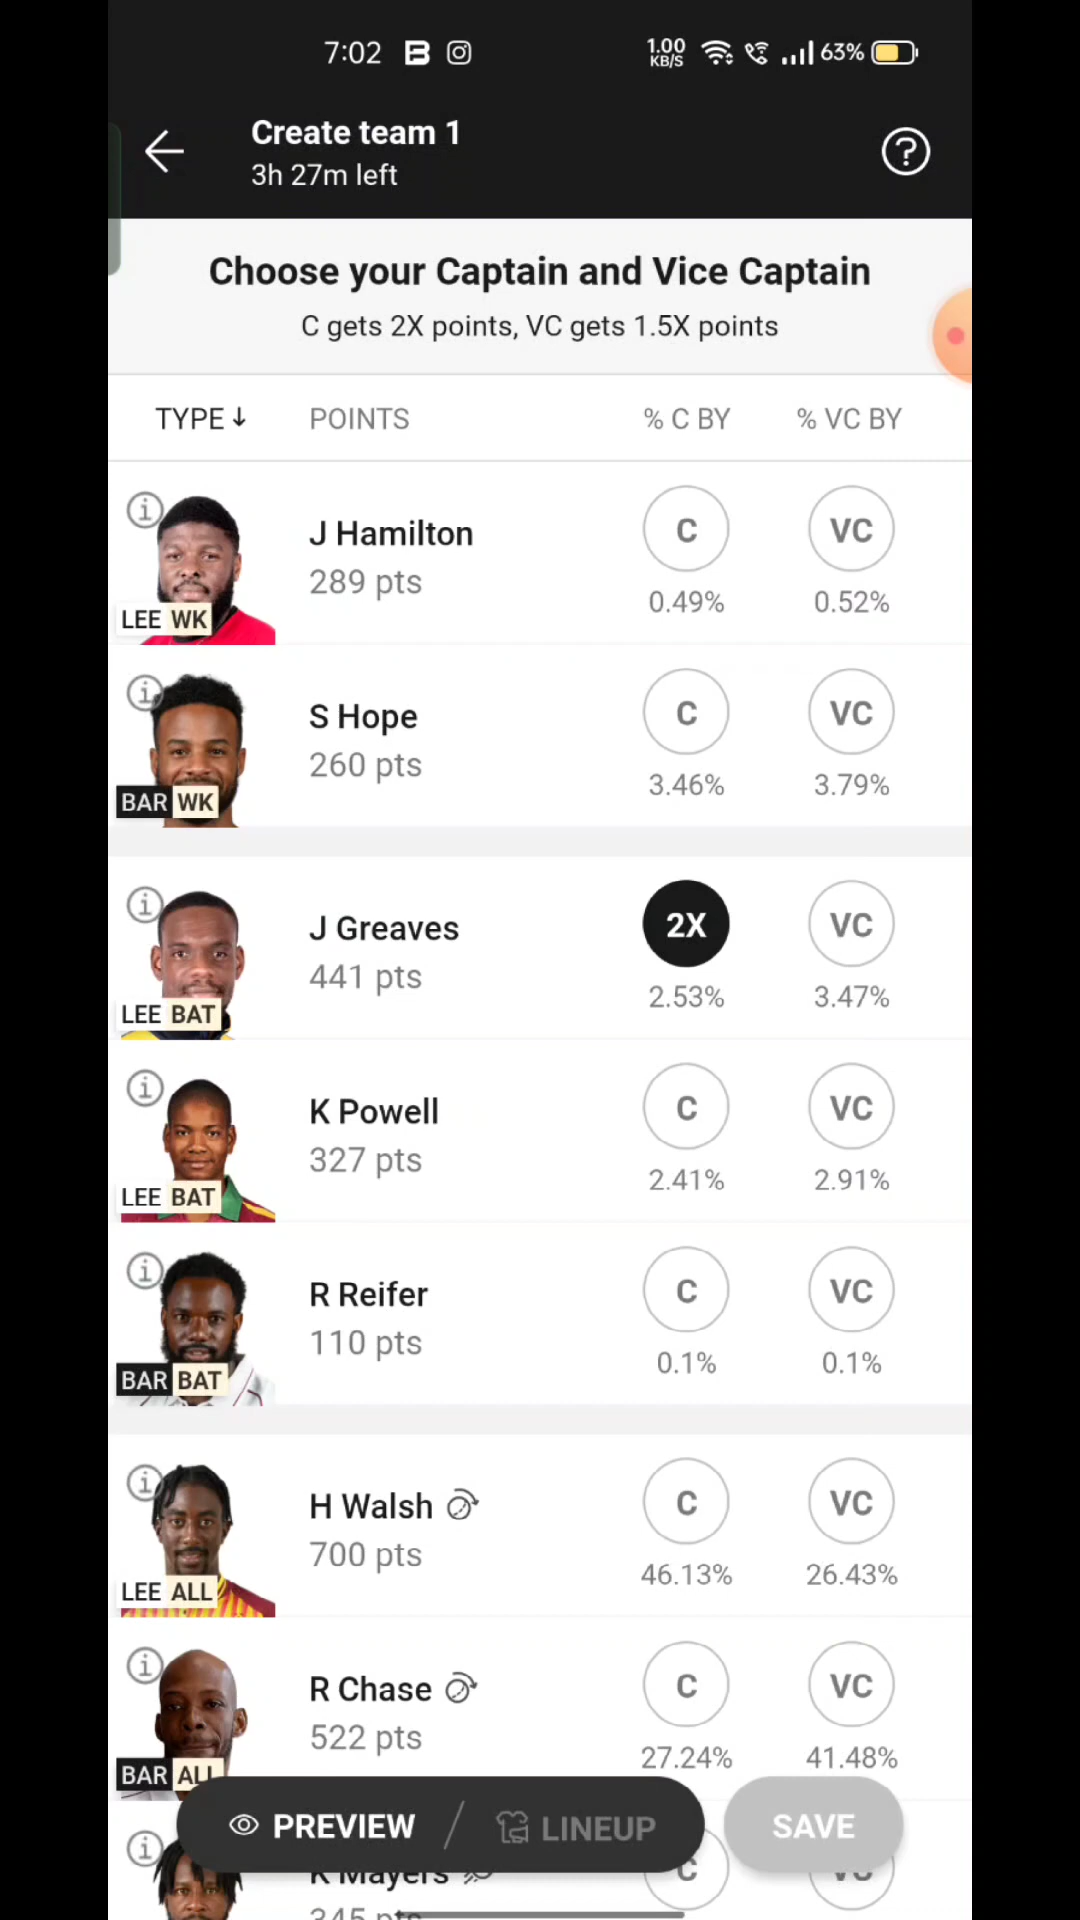 7:02
1.00 KB/S
63%
Create team 1
3h 27m left
Choose your Captain and Vice Captain
C gets 2X points, VC gets 1.5X points
TYPE↓ POINTS % C BY % VC BY
J Hamilton C VC
289 pts 0.49% 0.52%
LEE WK
S Hope C VC
260 pts 3.46% 3.79%
BAR WK
J Greaves 2X VC
441 pts 2.53% 3.47%
LEE BAT
K Powell C VC
327 pts 2.41% 2.91%
LEE BAT
R Reifer C VC
110 pts 0.1% 0.1%
BAR BAT
H Walsh C VC
700 pts 46.13% 26.43%
LEE ALL
R Chase C VC
522 pts 27.24% 41.48%
BAR ALL
PREVIEW / LINEUP SAVE
K Mayers C VC
345 pts